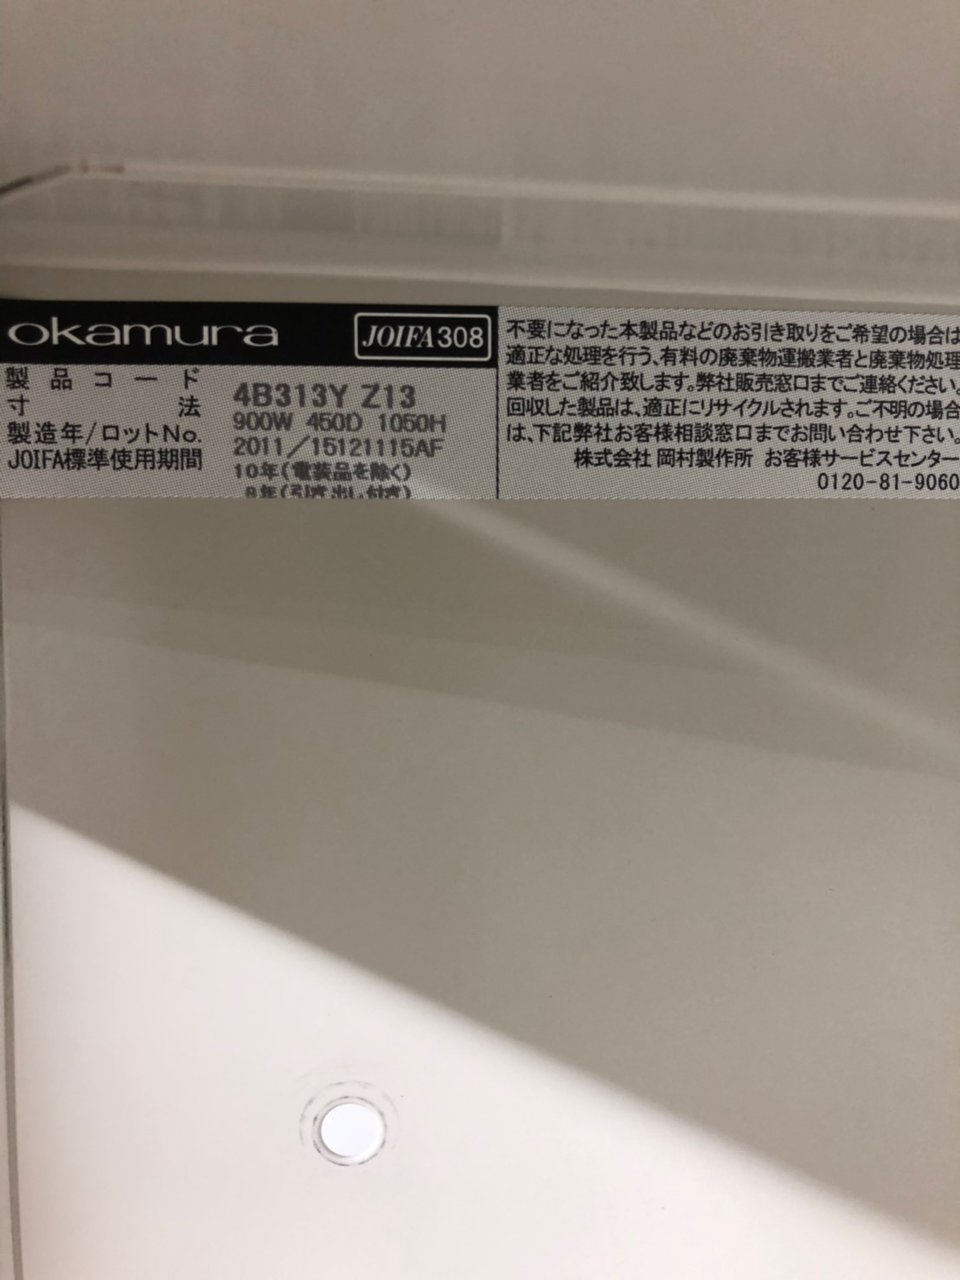 okamura JOIFA308
製品コード 4B313Y Z13
寸法 900W 450D 1050H
製造年/ロットNo. 2011/15121115AF
JOIFA標準使用期間 10年(電装品を除く)
8年(引き出し付き)
不要になった本製品などのお引き取りをご希望の場合は
適正な処理を行う、有料の廃棄物運搬業者と廃棄物処理
業者をご紹介致します。弊社販売窓口までご連絡ください。
回収した製品は、適正にリサイクルされます。ご不明の場合
は、下記弊社お客様相談窓口までお問い合わせ下さい。
株式会社 岡村製作所 お客様サービスセンター
0120-81-9060